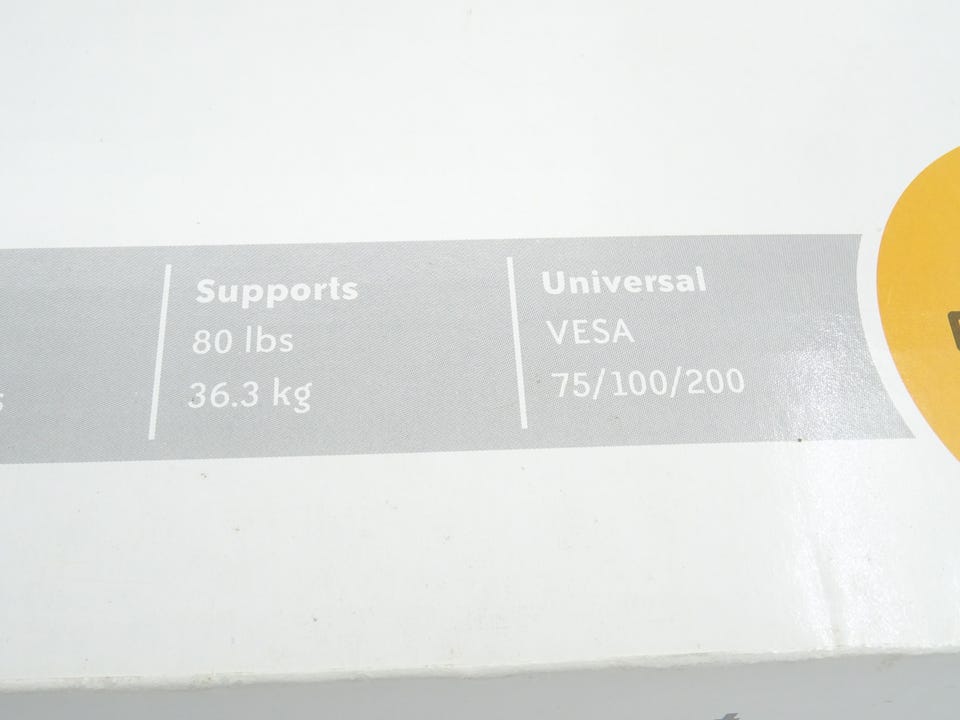 Supports
80 lbs
36.3 kg
Universal
VESA
75/100/200